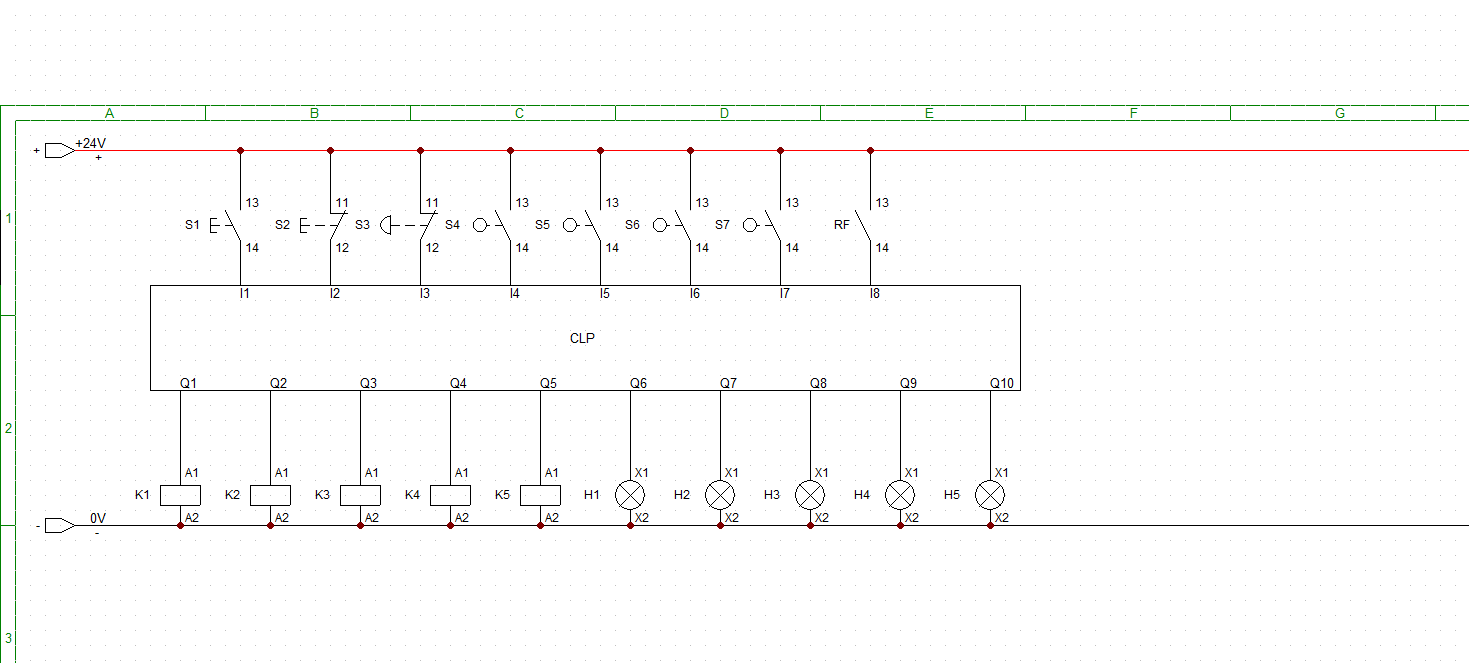 A B C D E F G
+ +24V
+
1
13 11 11 13 13 13 13 13
S1 S2 S3 S4 S5 S6 S7 RF
14 12 12 14 14 14 14 14
I1 I2 I3 I4 I5 I6 I7 I8
CLP
Q1 Q2 Q3 Q4 Q5 Q6 Q7 Q8 Q9 Q10
2
A1 A1 A1 A1 A1 X1 X1 X1 X1 X1
K1 K2 K3 K4 K5 H1 H2 H3 H4 H5
- 0V A2 A2 A2 A2 A2 X2 X2 X2 X2 X2
-
3